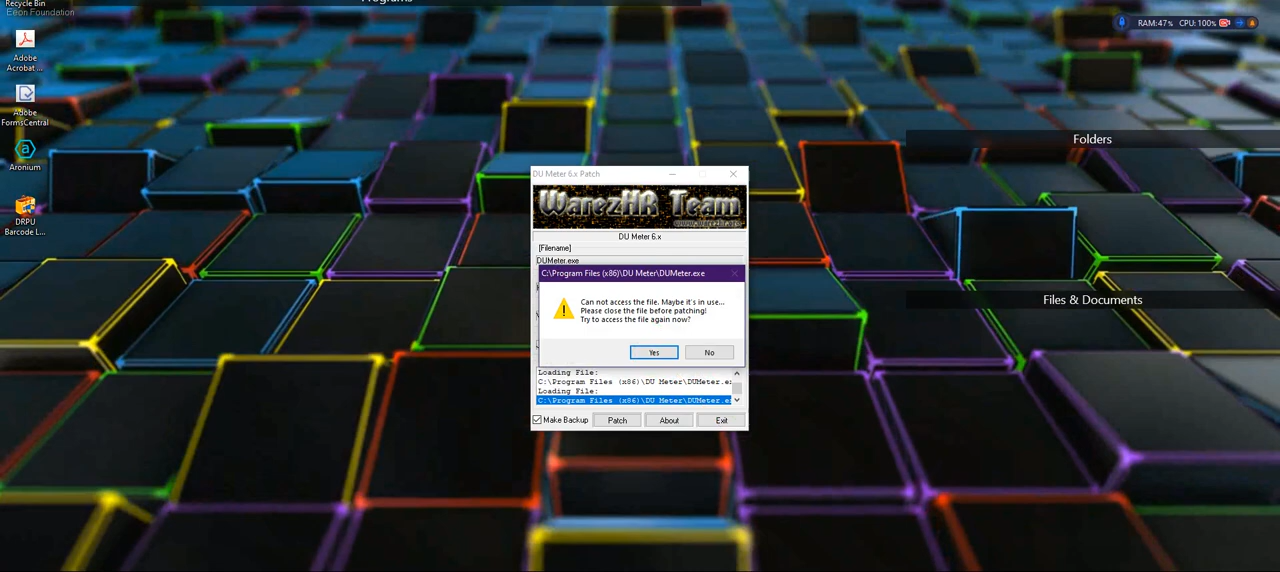 Programs
Recycle Bin
Eeon Foundation
RAM:47% CPU: 100%
Adobe
Acrobat ...
Adobe
FormsCentral
Aronium
DRPU
Barcode L...
Folders
Files & Documents
DU Meter 6.x Patch
WarezHR Team
DU Meter 6.x
[Filename]
DUMeter.exe
C:\Program Files (x86)\DU Meter\DUMeter.exe
Can not access the file. Maybe it's in use...
Please close the file before patching!
Try to access the file again now?
Yes No
Loading File:
C:\Program Files (x86)\DU Meter\DUMeter.e
Loading File:
C:\Program Files (x86)\DU Meter\DUMeter.e
Make Backup Patch About Exit